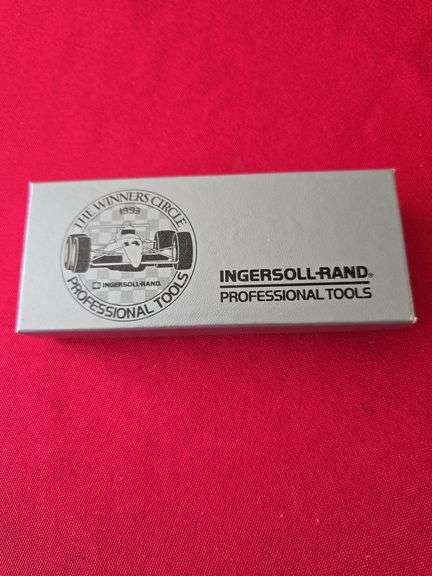 THE WINNERS CIRCLE
1993
INGERSOLL-RAND.
PROFESSIONAL TOOLS
INGERSOLL-RAND®
PROFESSIONAL TOOLS